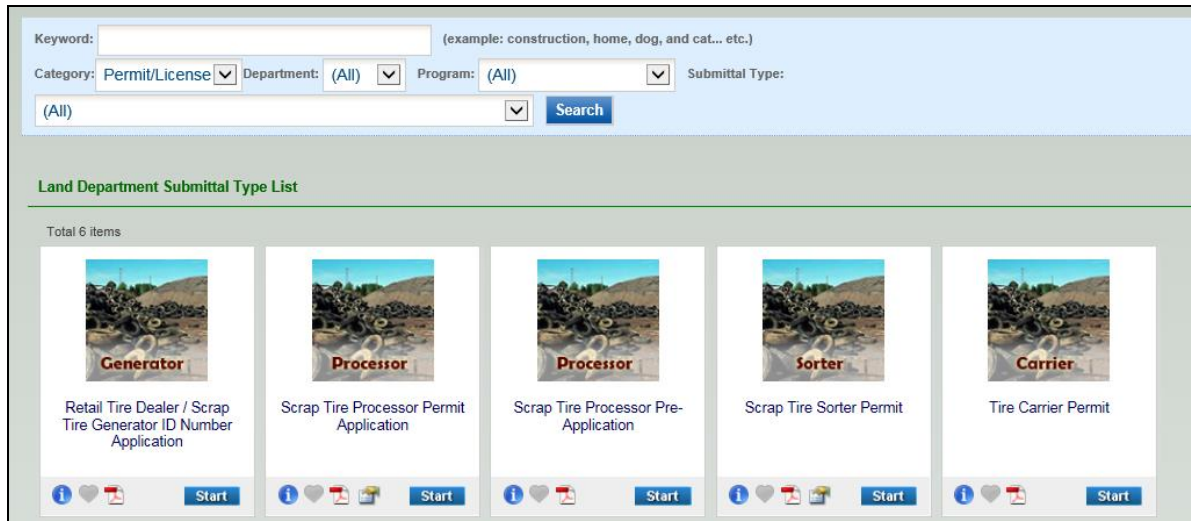 Keyword: (example: construction, home, dog, and cat... etc.)
Category: Permit/License Department: (All) Program: (All) Submittal Type:
(All) Search
Land Department Submittal Type List
Total 6 items
Generator Processor Processor Sorter Carrier
Retail Tire Dealer / Scrap
Tire Generator ID Number
Application
Scrap Tire Processor Permit
Application
Scrap Tire Processor Pre-
Application
Scrap Tire Sorter Permit
Tire Carrier Permit
Start Start Start Start Start